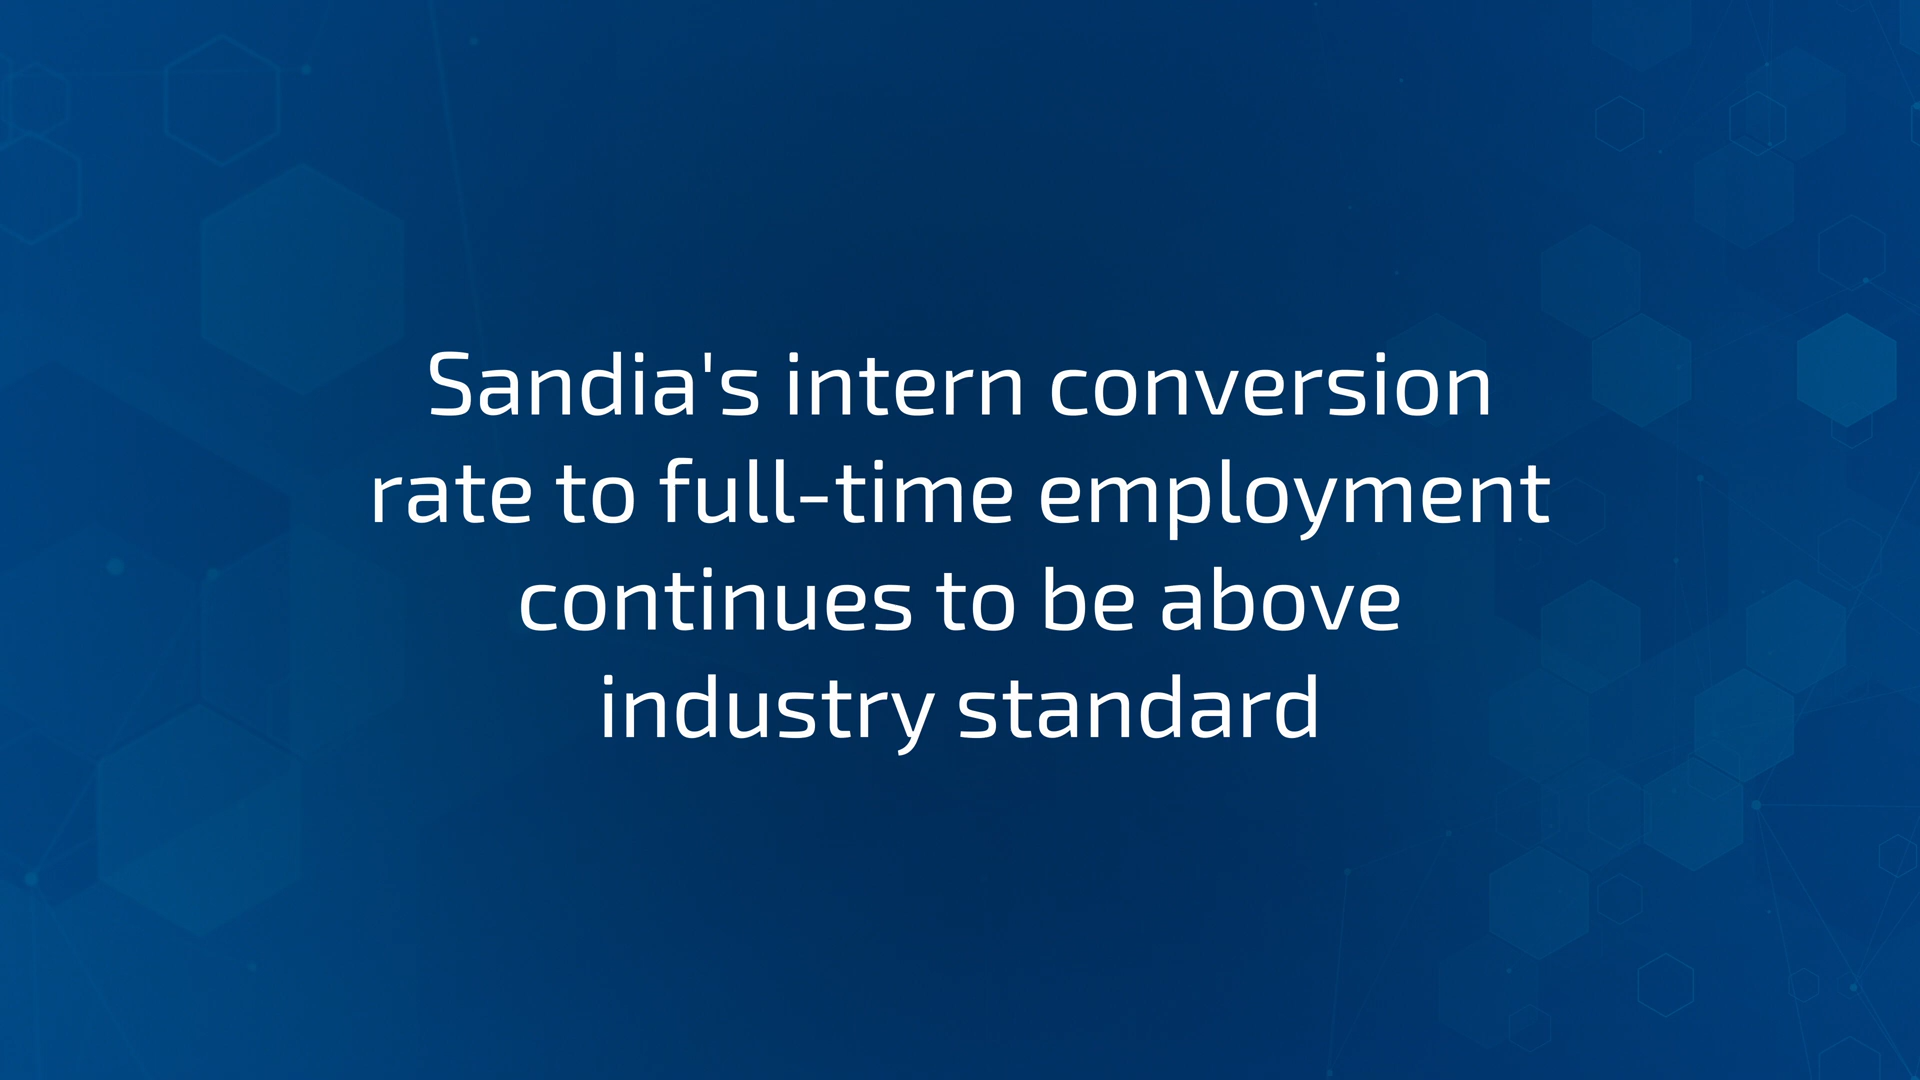 Sandia's intern conversion
rate to full-time employment
continues to be above
industry standard